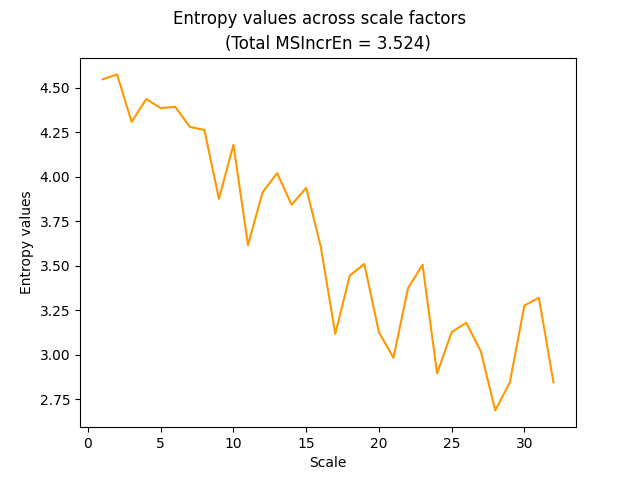 Entropy values across scale factors
(Total MSIncrEn = 3.524)
4.50
4.25
4.00
3.75
3.50
3.25
3.00
2.75
Entropy values
0 5 10 15 20 25 30
Scale